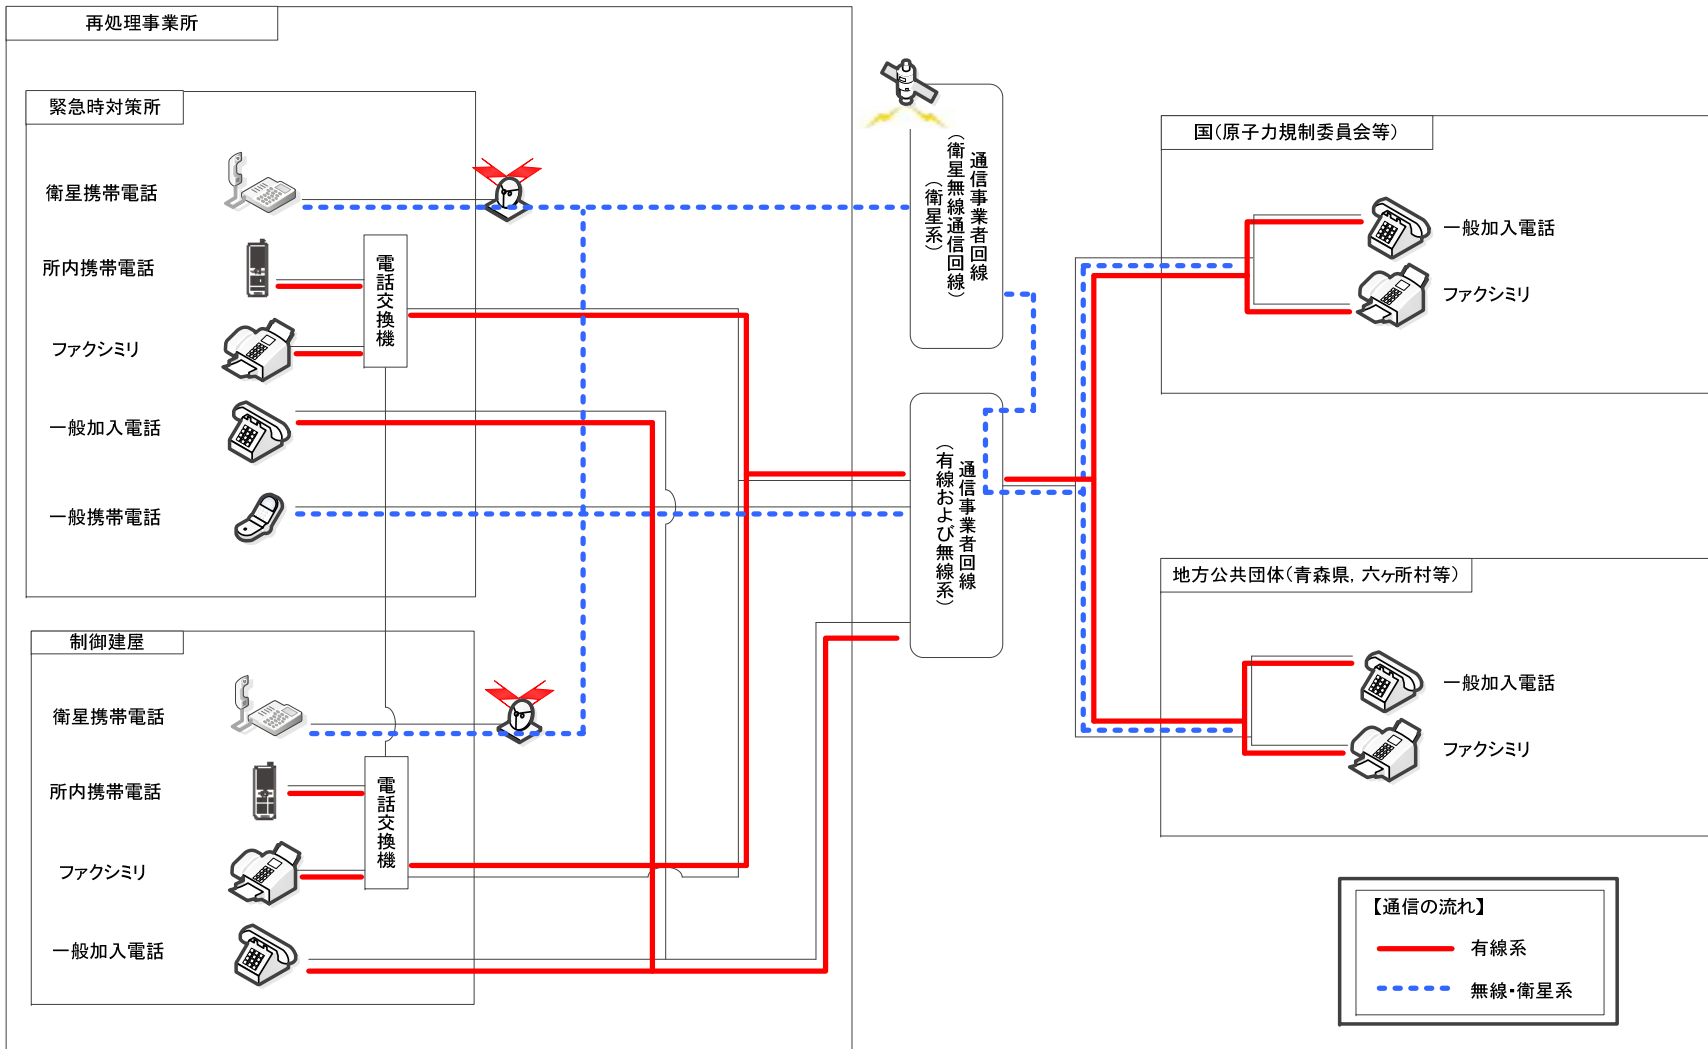 再処理事業所
緊急時対策所
衛星携帯電話
所内携帯電話
ファクシミリ
一般加入電話
一般携帯電話
電話交換機
制御建屋
衛星携帯電話
所内携帯電話
ファクシミリ
一般加入電話
電話交換機
通信事業者回線
(衛星無線通信回線)
(衛星系)
通信事業者回線
(有線および無線系)
国(原子力規制委員会等)
一般加入電話
ファクシミリ
地方公共団体(青森県,六ヶ所村等)
一般加入電話
ファクシミリ
【通信の流れ】
有線系
無線・衛星系